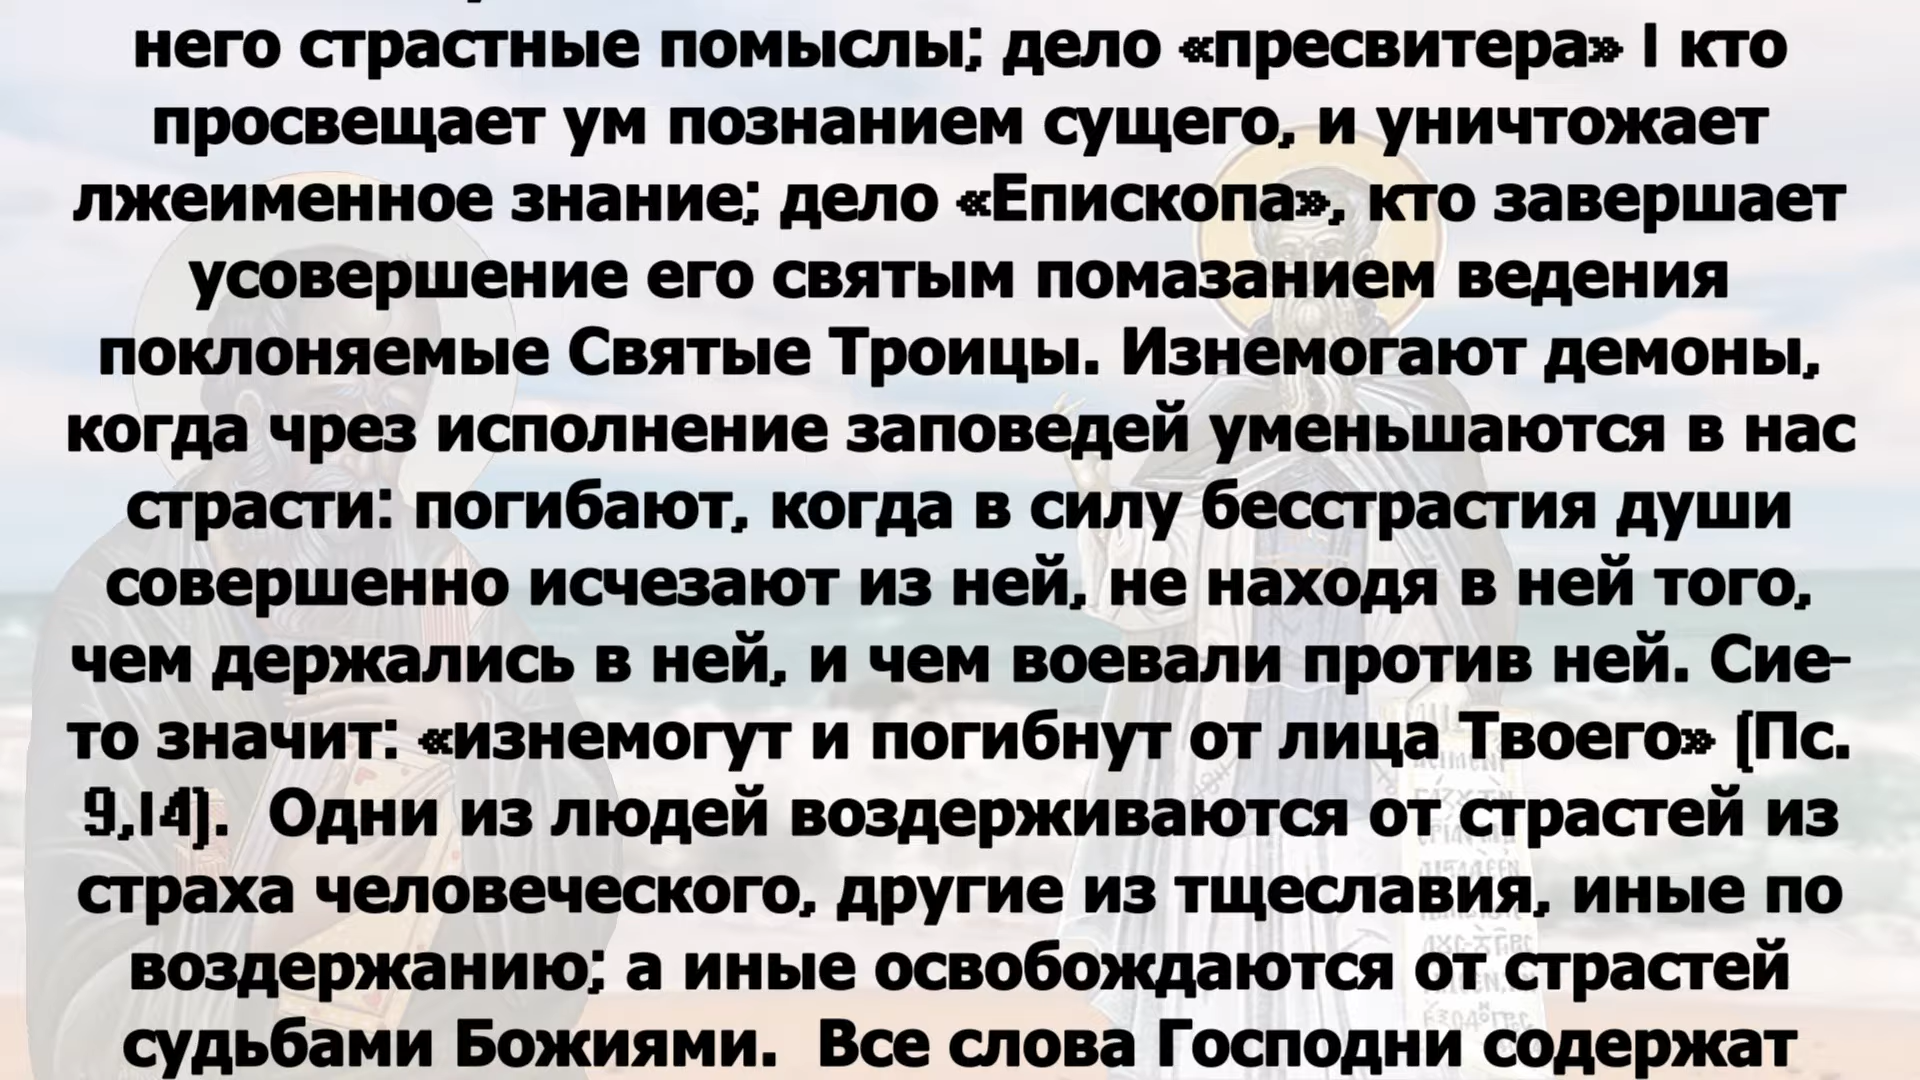 него страстные помыслы; дело «пресвитера» | кто
просвещает ум познанием сущего, и уничтожает
лжеименное знание; дело «Епископа», кто завершает
усовершение его святым помазанием ведения
поклоняемые Святые Троицы. Изнемогают демоны,
когда чрез исполнение заповедей уменьшаются в нас
страсти: погибают, когда в силу бесстрастия души
совершенно исчезают из ней, не находя в ней того,
чем держались в ней, и чем воевали против ней. Сие-
то значит: «изнемогут и погибнут от лица Твоего» (Пс.
9,14).  Одни из людей воздерживаются от страстей из
страха человеческого, другие из тщеславия, иные по
воздержанию; а иные освобождаются от страстей
судьбами Божиями.  Все слова Господни содержат